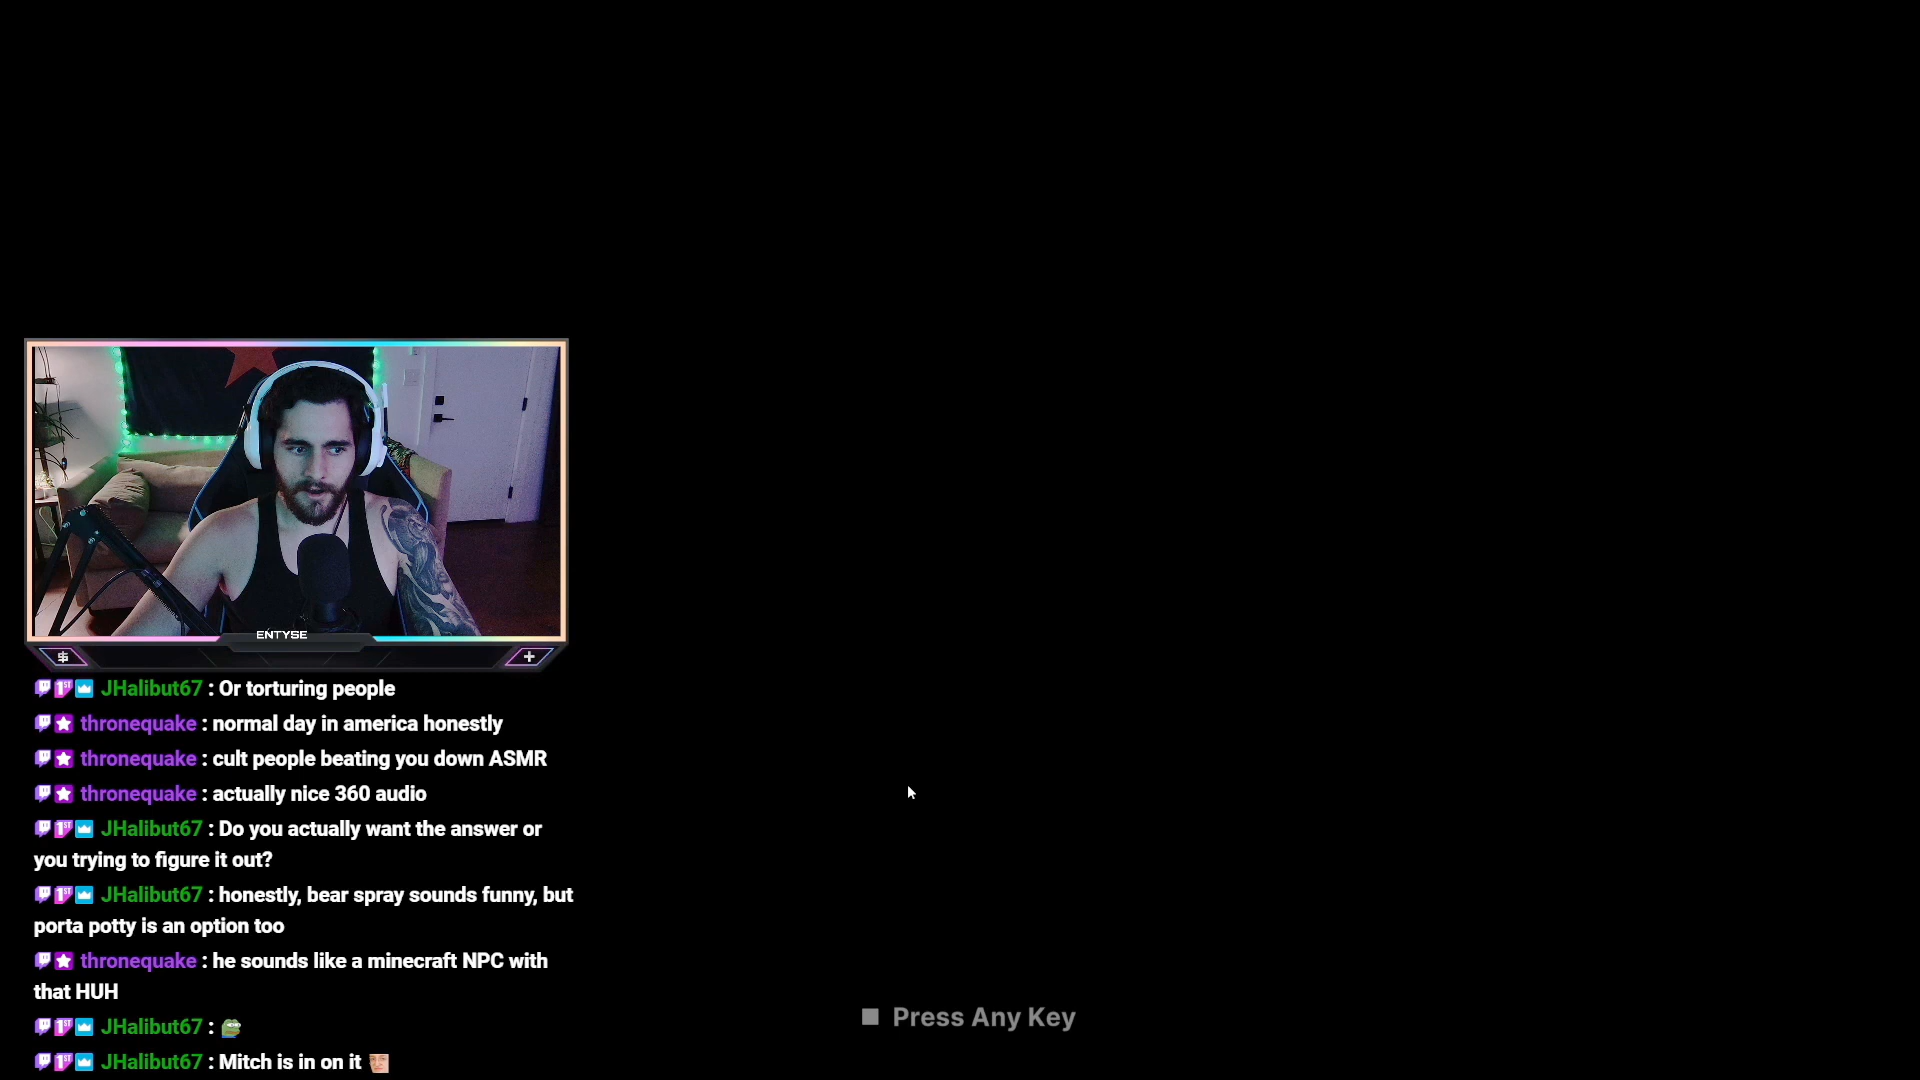 ENTYSE
JHalibut67 : Or torturing people
thronequake : normal day in america honestly
thronequake : cult people beating you down ASMR
thronequake : actually nice 360 audio
JHalibut67 : Do you actually want the answer or
you trying to figure it out?
JHalibut67 : honestly, bear spray sounds funny, but
porta potty is an option too
thronequake : he sounds like a minecraft NPC with
that HUH
JHalibut67 :
JHalibut67 : Mitch is in on it
Press Any Key